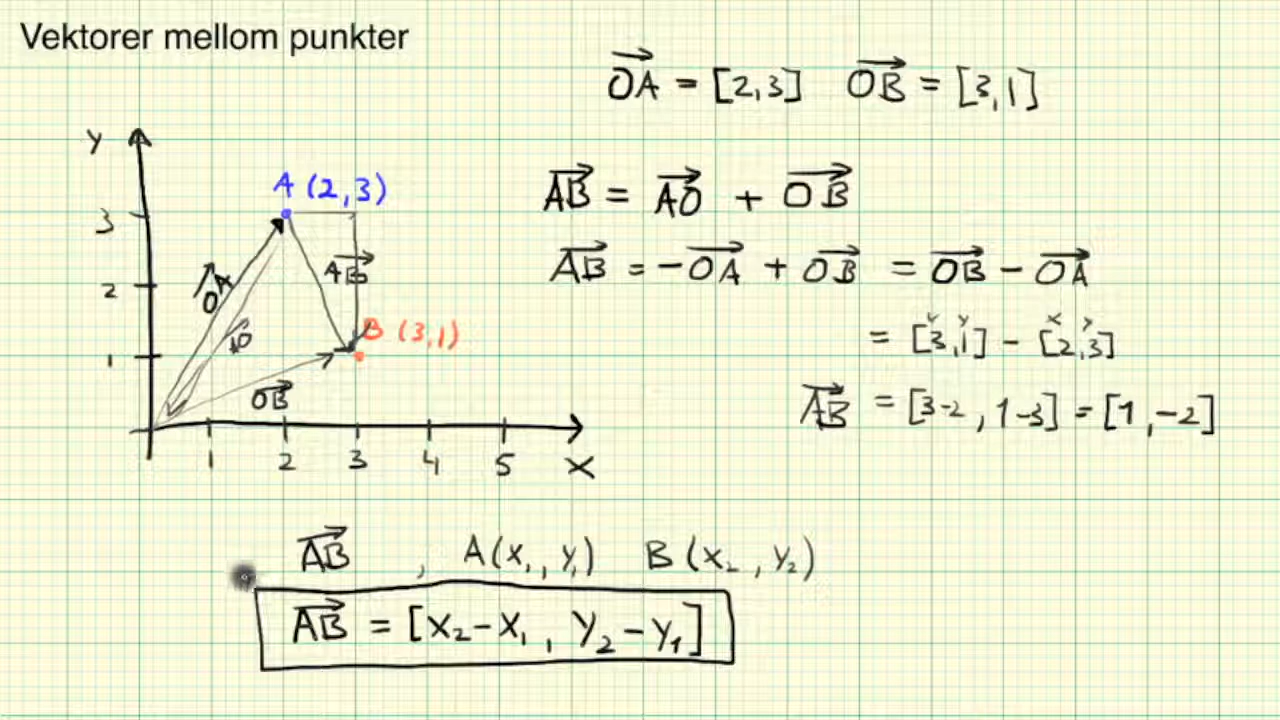 Vektorer mellom punkter
OA = [2,3] OB = [3,1]
AB = AO + OB
AB = -OA + OB = OB - OA
x y x y
= [3,1] - [2,3]
AB = [3-2, 1-3] = [1, -2]
Y
A (2,3)
3
OA
AB
2
AO
B (3,1)
1
OB
1 2 3 4 5 X
AB , A(x₁, y₁) B(x₂, y₂)
AB = [x₂-x₁, y₂-y₁]